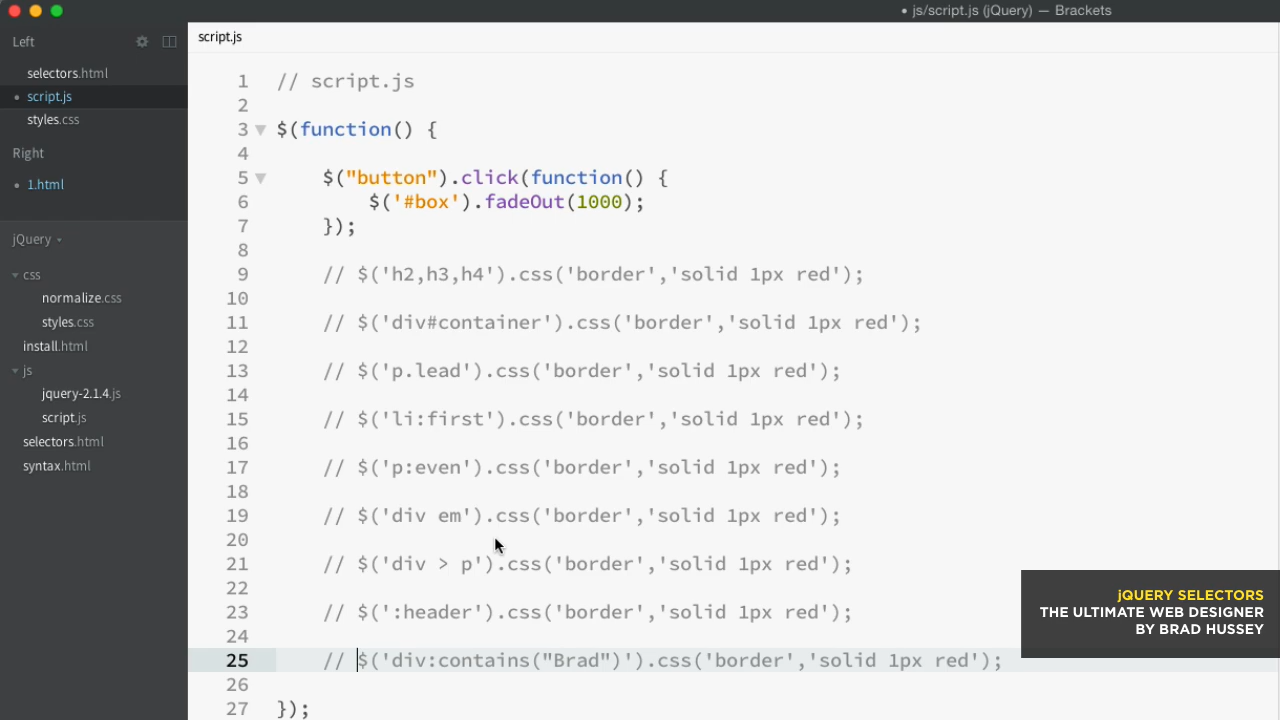 js/script.js (jQuery) — Brackets
Left
selectors.html
script.js
styles.css
Right
1.html
jQuery
css
normalize.css
styles.css
install.html
js
jquery-2.1.4.js
script.js
selectors.html
syntax.html
script.js
1 // script.js
2
3 $(function() {
4
5 $("button").click(function() {
6 $('#box').fadeOut(1000);
7 });
8
9 // $('h2,h3,h4').css('border','solid 1px red');
10
11 // $('div#container').css('border','solid 1px red');
12
13 // $('p.lead').css('border','solid 1px red');
14
15 // $('li:first').css('border','solid 1px red');
16
17 // $('p:even').css('border','solid 1px red');
18
19 // $('div em').css('border','solid 1px red');
20
21 // $('div > p').css('border','solid 1px red');
22
23 // $(':header').css('border','solid 1px red');
24
25 // $('div:contains("Brad")').css('border','solid 1px red');
26
27 });
jQUERY SELECTORS
THE ULTIMATE WEB DESIGNER
BY BRAD HUSSEY